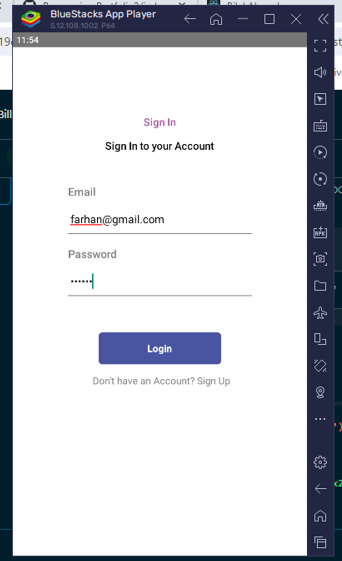 BlueStacks App Player
5.12.108.1002 P64
11:54
Sign In
Sign In to your Account
Email
farhan@gmail.com
Password
••••••
Login
Don't have an Account? Sign Up